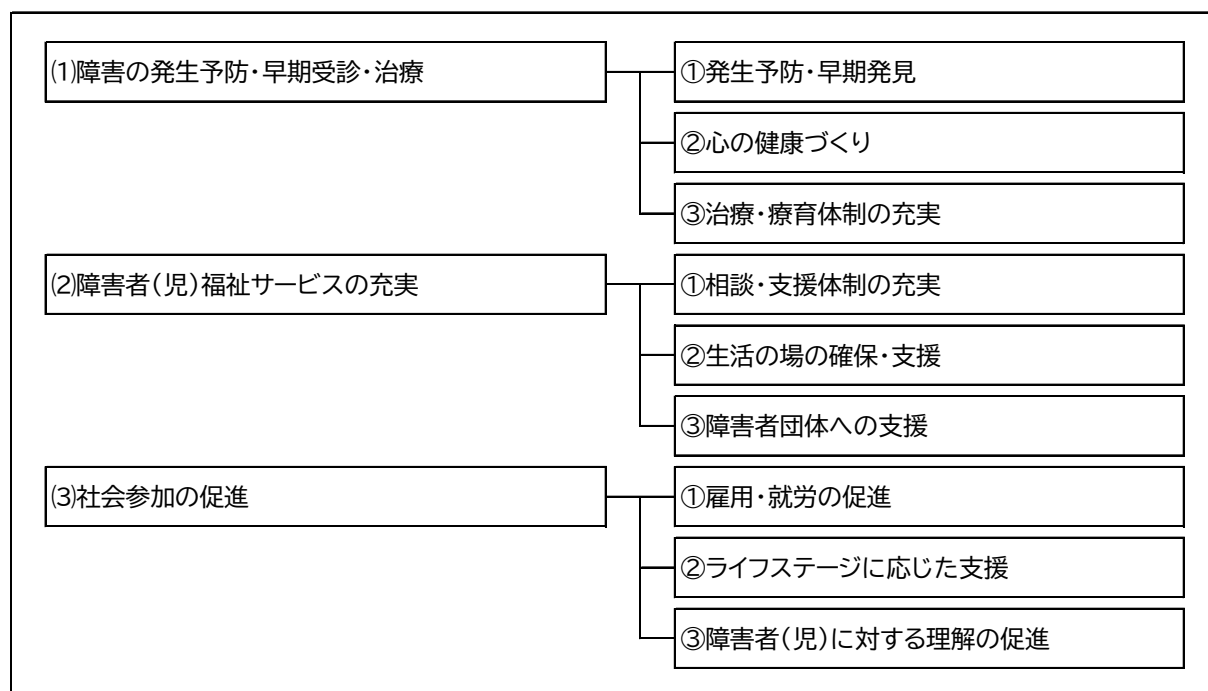 ⑴障害の発生予防・早期受診・治療
①発生予防・早期発見
②心の健康づくり
③治療・療育体制の充実
⑵障害者（児）福祉サービスの充実
①相談・支援体制の充実
②生活の場の確保・支援
③障害者団体への支援
⑶社会参加の促進
①雇用・就労の促進
②ライフステージに応じた支援
③障害者（児）に対する理解の促進